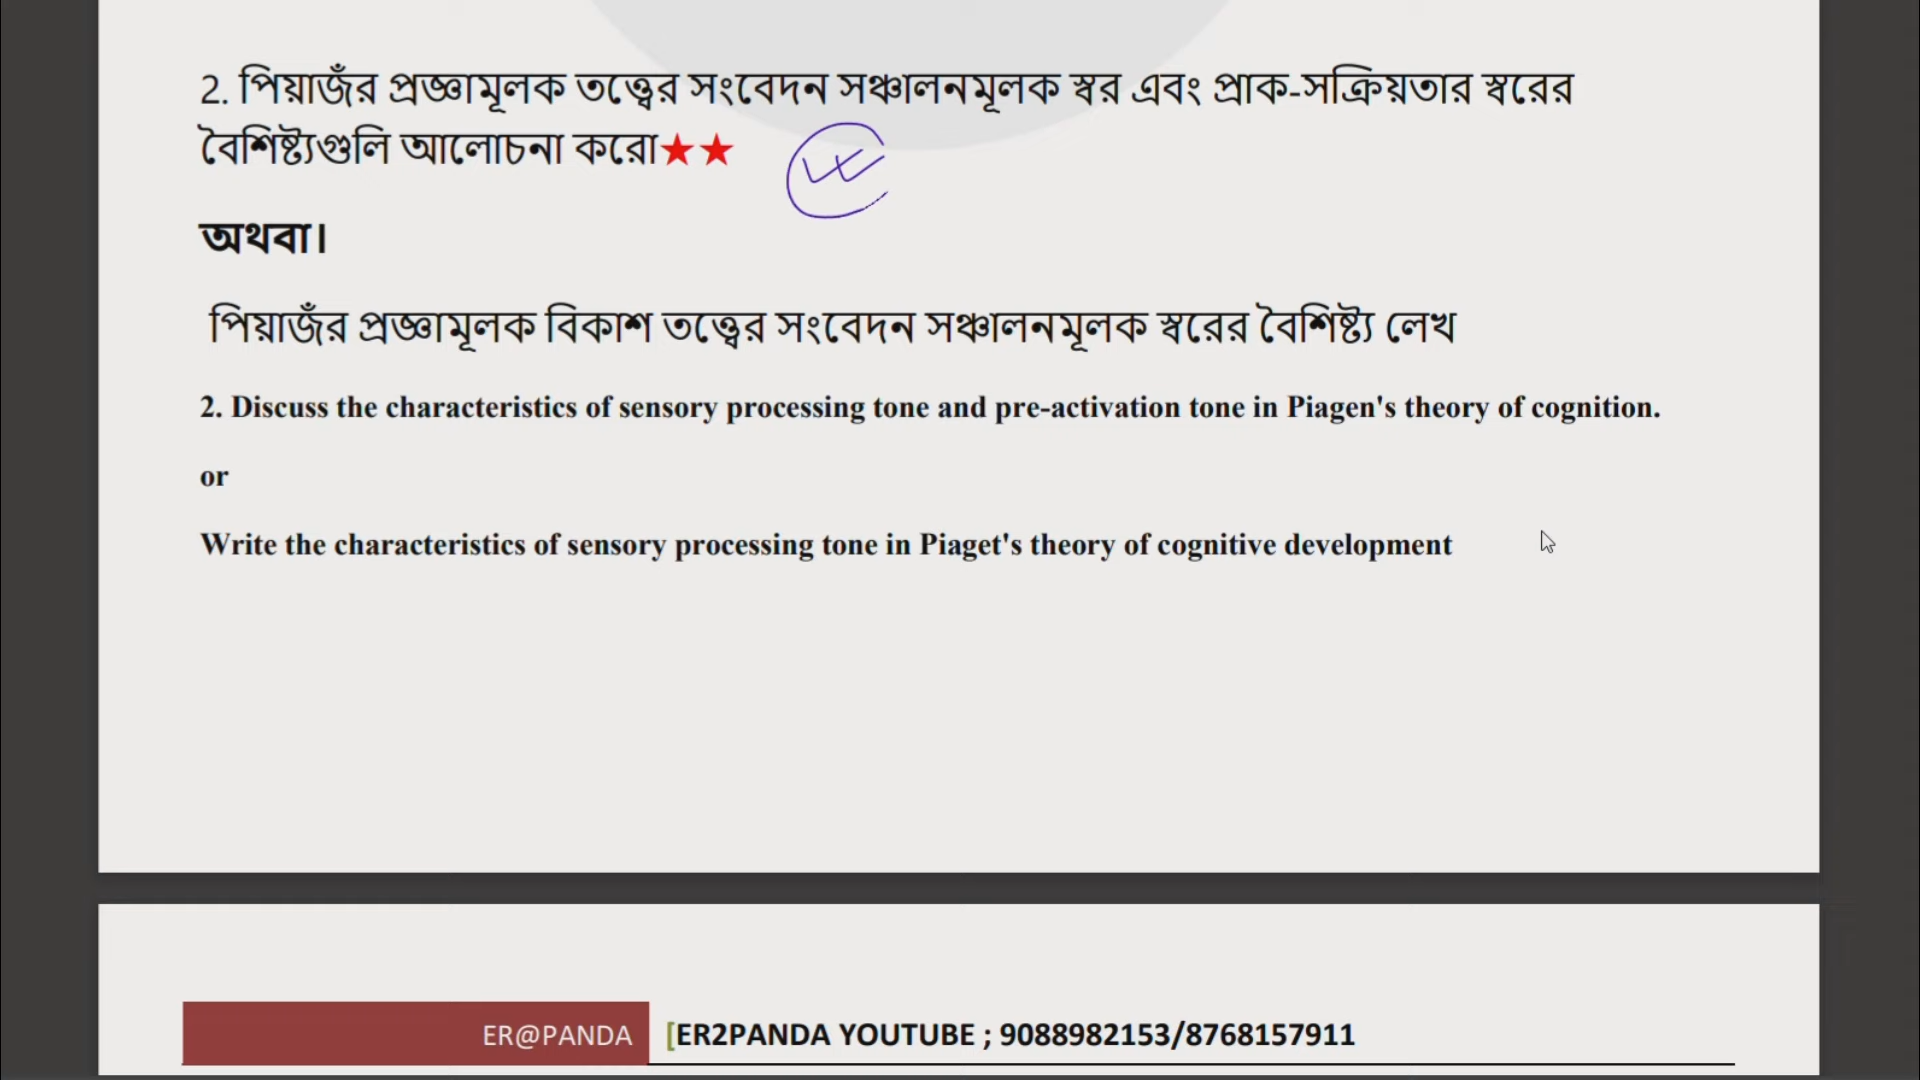 2. পিয়াজঁর প্রজ্ঞামূলক তত্ত্বের সংবেদন সঞ্চালনমূলক স্বর এবং প্রাক-সক্রিয়তার স্বরের
বৈশিষ্ট্যগুলি আলোচনা করো★★
অথবা।
পিয়াজঁর প্রজ্ঞামূলক বিকাশ তত্ত্বের সংবেদন সঞ্চালনমূলক স্বরের বৈশিষ্ট্য লেখ
2. Discuss the characteristics of sensory processing tone and pre-activation tone in Piagen's theory of cognition.
or
Write the characteristics of sensory processing tone in Piaget's theory of cognitive development
ER@PANDA [ER2PANDA YOUTUBE ; 9088982153/8768157911